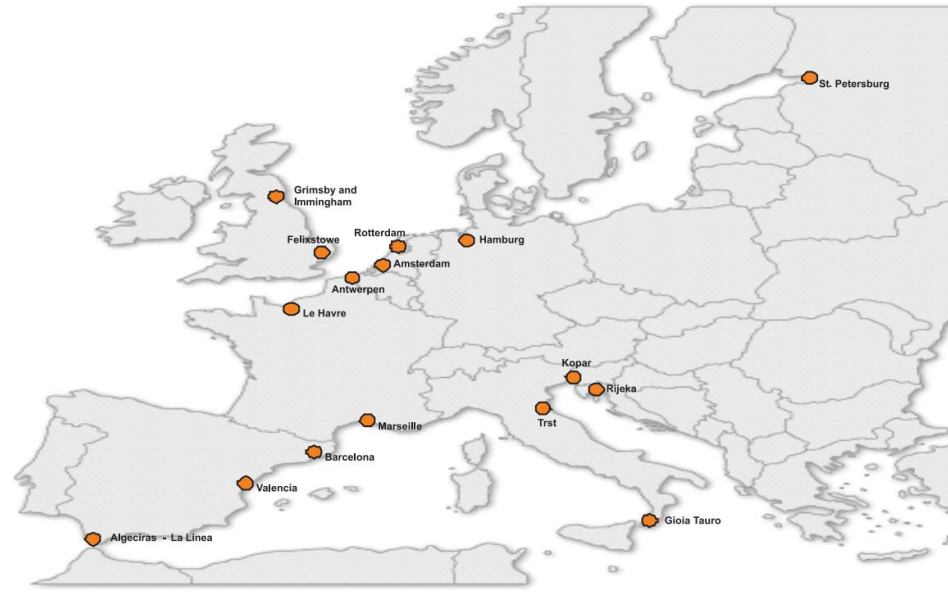 St. Petersburg
Grimsby and
Immingham
Rotterdam
Felixstowe
Hamburg
Amsterdam
Antwerpen
Le Havre
Kopar
Rijeka
Trst
Marseille
Barcelona
Valencia
Gioia Tauro
Algeciras - La Linea